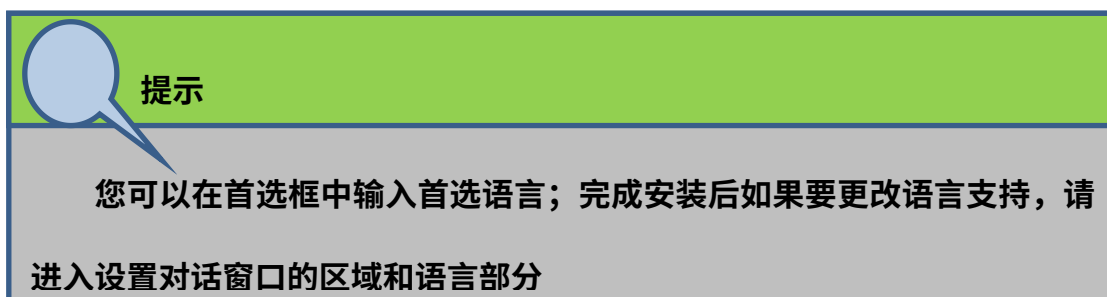 提示
您可以在首选框中输入首选语言；完成安装后如果要更改语言支持，请
进入设置对话窗口的区域和语言部分